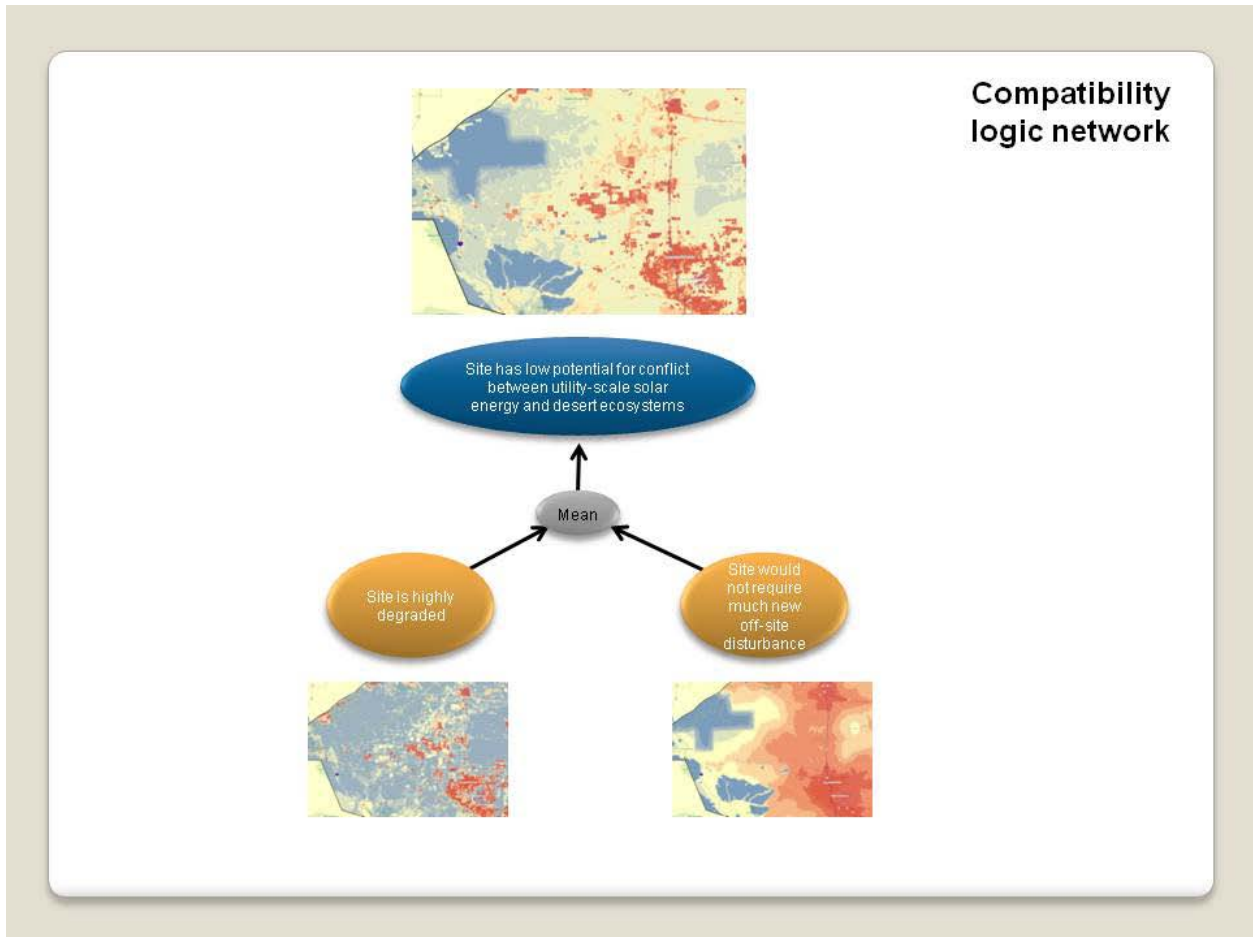 Compatibility
logic network
Site has low potential for conflict
between utility-scale solar
energy and desert ecosystems
Mean
Site is highly
degraded
Site would
not require
much new
off-site
disturbance